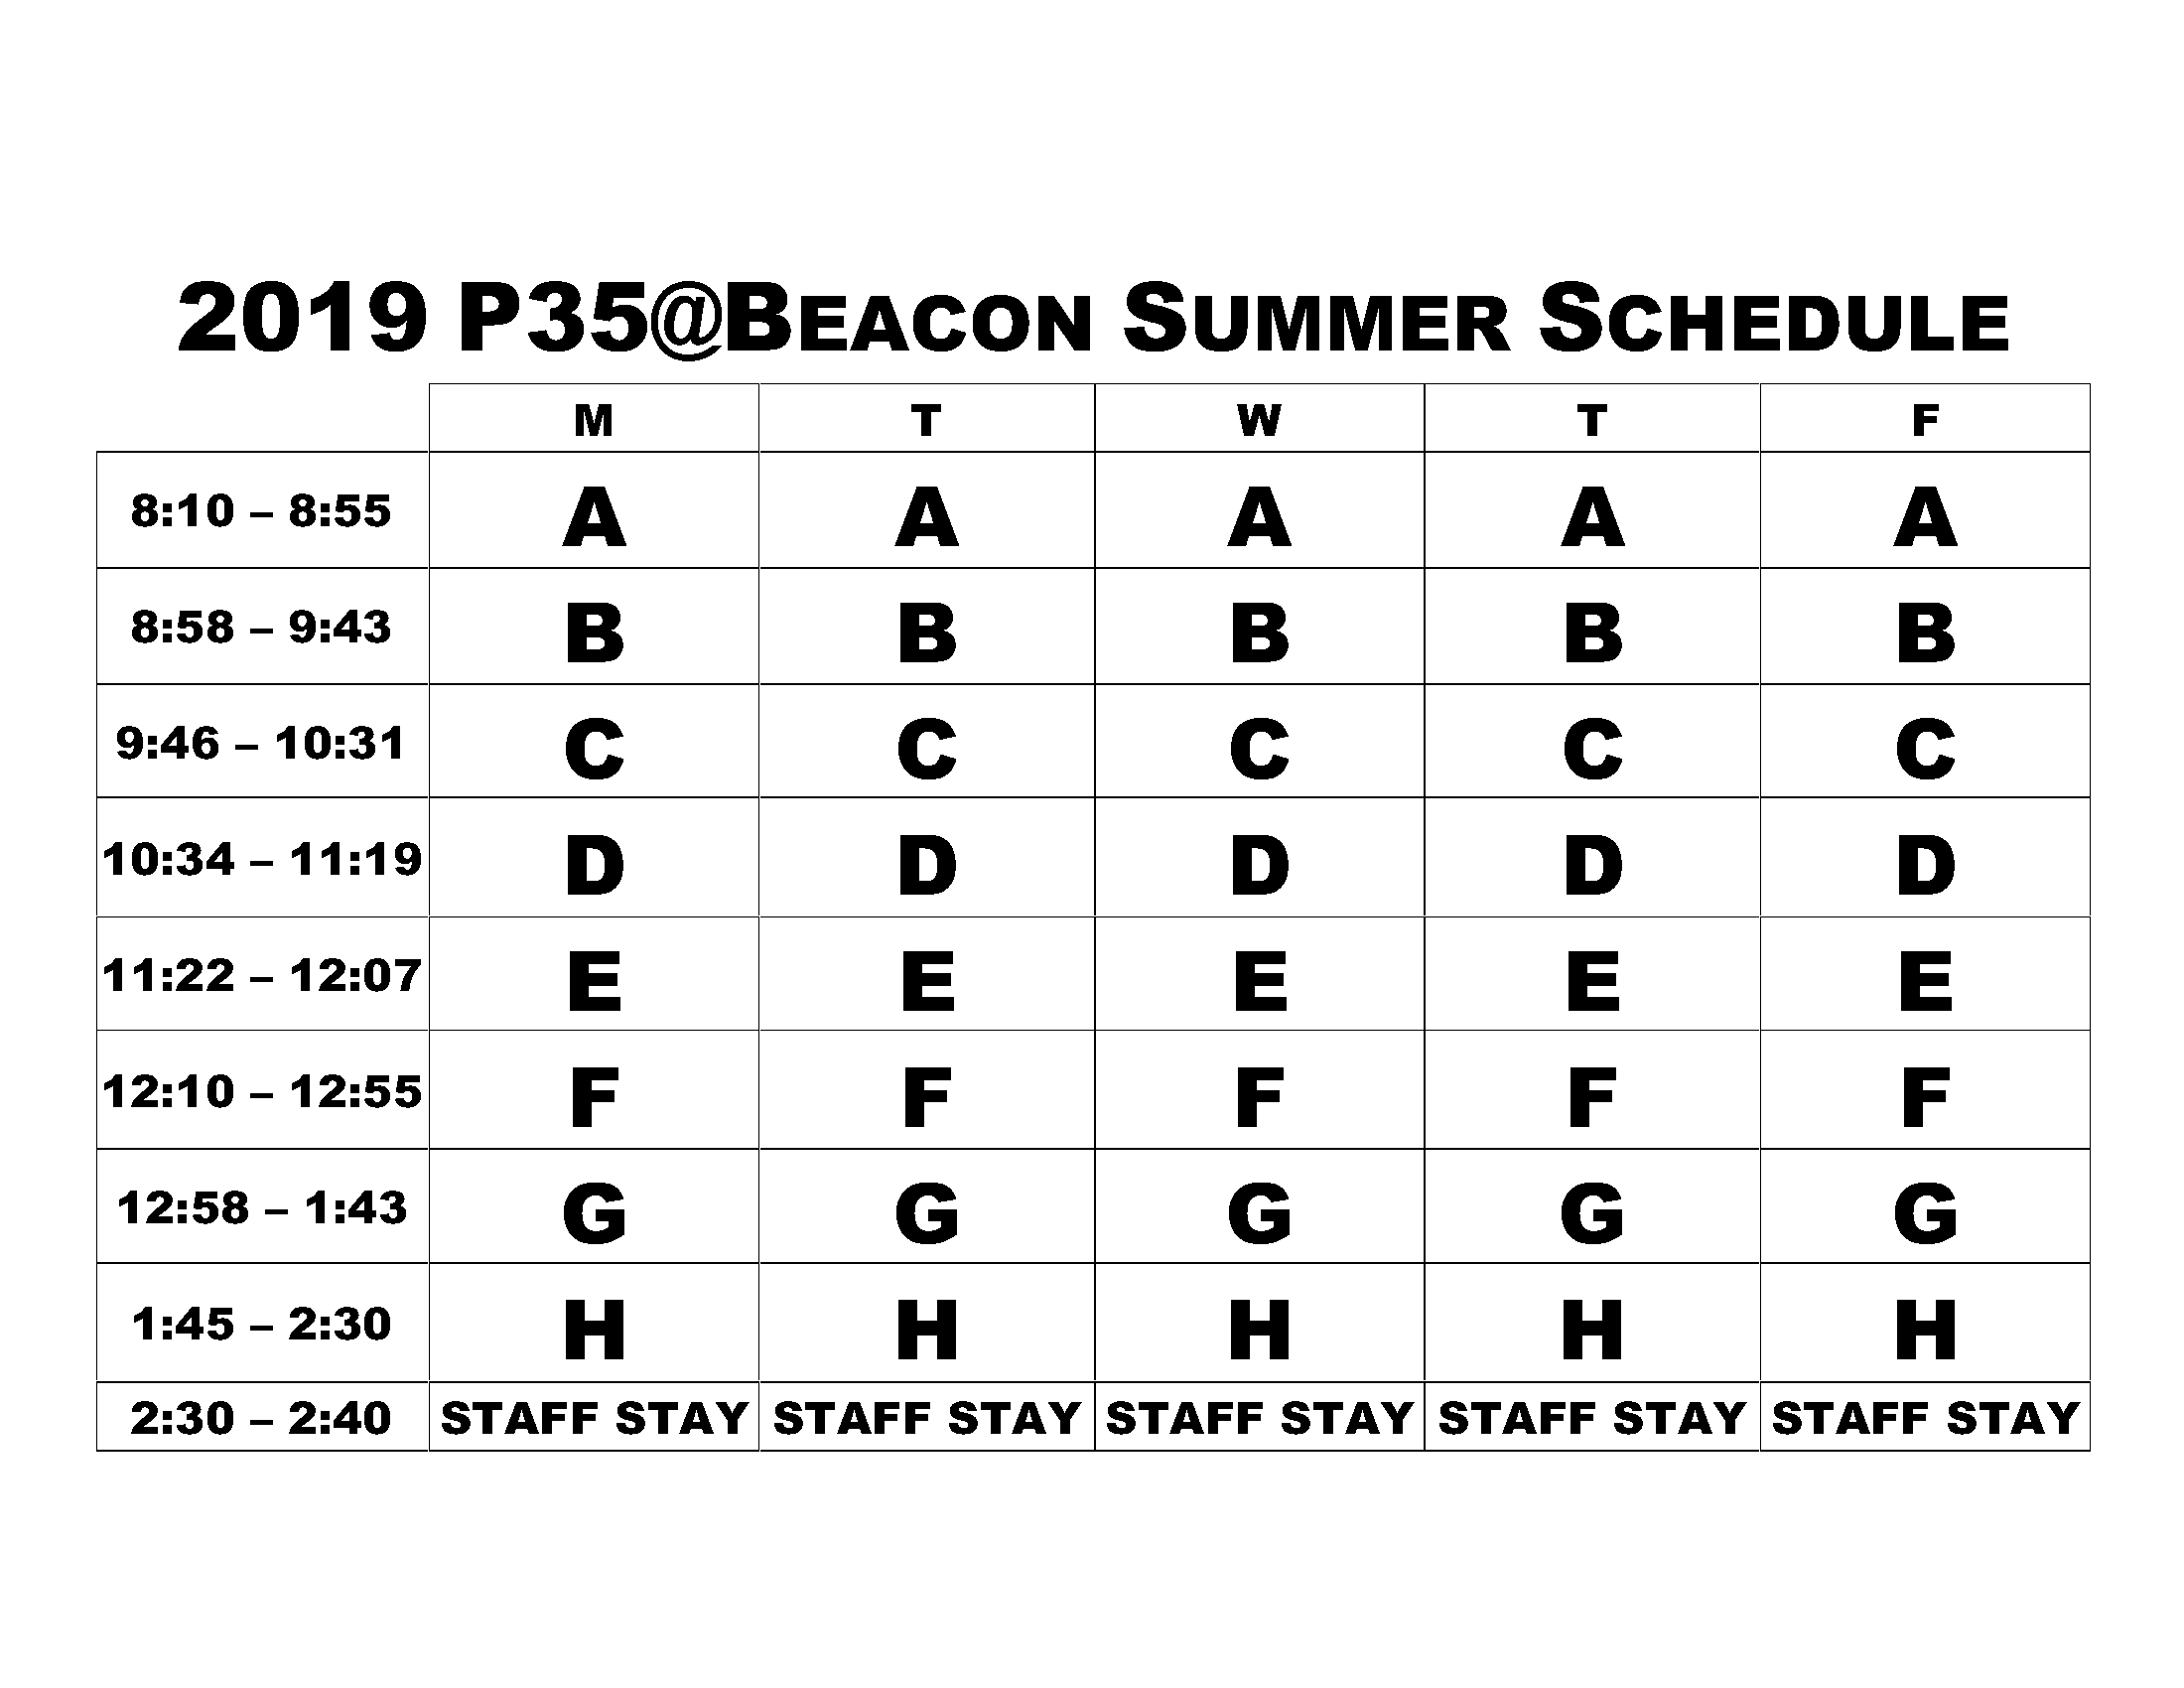 2019 P35@BEACON SUMMER SCHEDULE
M T W T F
8:10 – 8:55 A A A A A
8:58 – 9:43 B B B B B
9:46 – 10:31 C C C C C
10:34 – 11:19 D D D D D
11:22 – 12:07 E E E E E
12:10 – 12:55 F F F F F
12:58 – 1:43 G G G G G
1:45 – 2:30 H H H H H
2:30 – 2:40 STAFF STAY STAFF STAY STAFF STAY STAFF STAY STAFF STAY